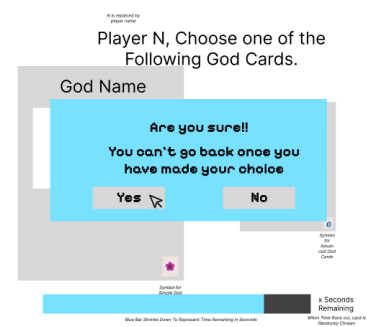 N is replaced by
player name
Player N, Choose one of the
Following God Cards.
God Name
Are you sure!!
You can't go back once you
have made your choice
Yes
No
Symbol
for
Advan
ced God
Cards
Symbol for
Simple God
x Seconds
Remaining
Blue Bar Shrinks Down To Represent Time Remaining In Seconds
When Time Runs out, card is
Randomly Chosen